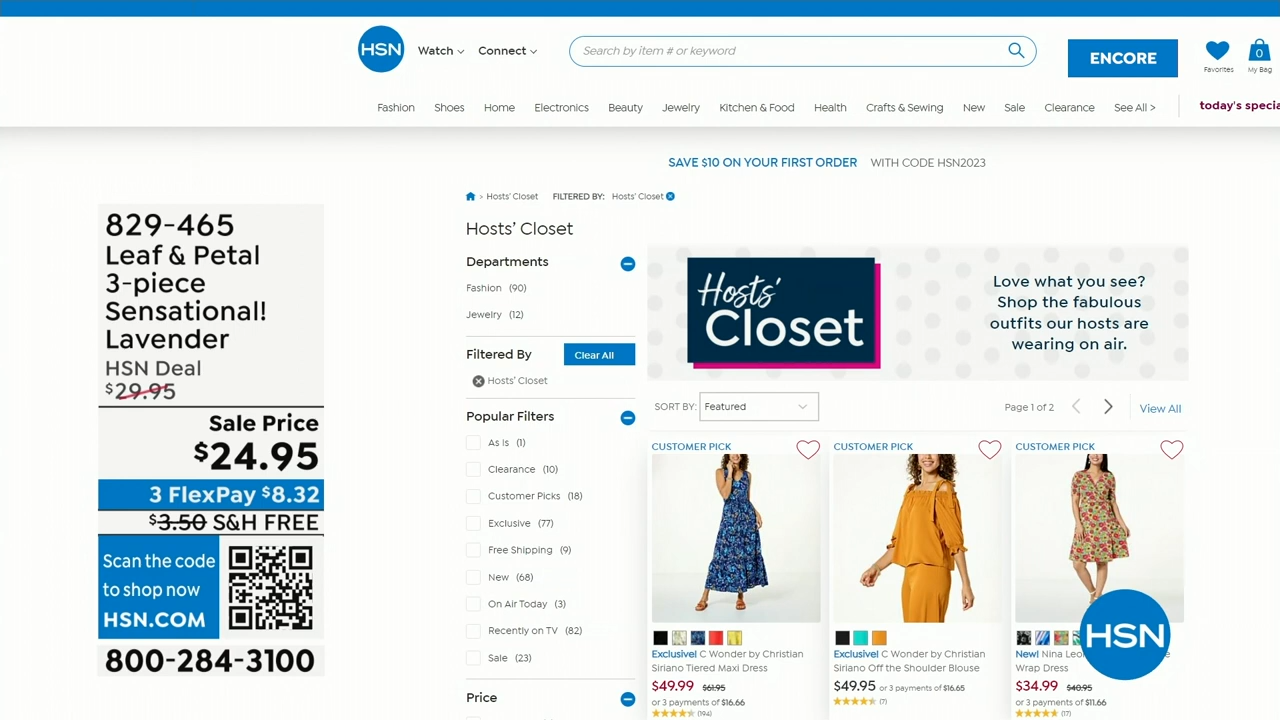 HSN
Watch
Connect
Search by item # or keyword
ENCORE
Favorites
0
My Bag
Fashion
Shoes
Home
Electronics
Beauty
Jewelry
Kitchen & Food
Health
Crafts & Sewing
New
Sale
Clearance
See All >
today's specia
SAVE $10 ON YOUR FIRST ORDER WITH CODE HSN2023
829-465
Leaf & Petal
3-piece
Sensational!
Lavender
HSN Deal
$29.95
Sale Price
$24.95
3 FlexPay $8.32
$3.50 S&H FREE
Scan the code
to shop now
HSN.COM
800-284-3100
> Hosts' Closet FILTERED BY: Hosts' Closet
Hosts' Closet
Departments
Fashion (90)
Jewelry (12)
Filtered By
Clear All
Hosts' Closet
Popular Filters
As Is (1)
Clearance (10)
Customer Picks (18)
Exclusive (77)
Free Shipping (9)
New (68)
On Air Today (3)
Recently on TV (82)
Sale (23)
Price
Hosts'
Closet
Love what you see?
Shop the fabulous
outfits our hosts are
wearing on air.
SORT BY: Featured
Page 1 of 2
View All
CUSTOMER PICK
Exclusive! C Wonder by Christian
Siriano Tiered Maxi Dress
$49.99 $61.95
or 3 payments of $16.66
(194)
CUSTOMER PICK
Exclusive! C Wonder by Christian
Siriano Off the Shoulder Blouse
$49.95 or 3 payments of $16.65
(7)
CUSTOMER PICK
New! Nina Leo
Wrap Dress
$34.99 $40.95
or 3 payments of $11.66
(17)
HSN